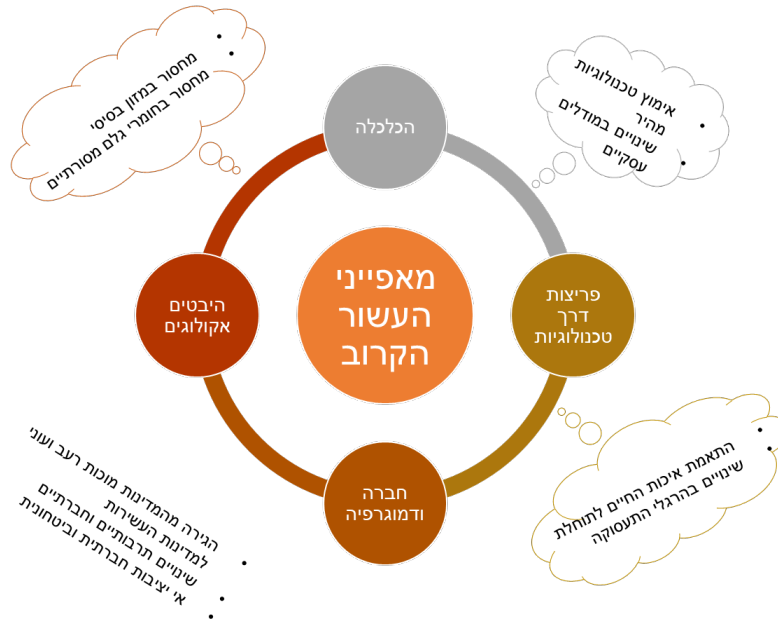 מאפייני
העשור
הקרוב
הכלכלה
אימוץ טכנולוגיות
מהיר
שינויים במודלים
עסקיים
פריצות
דרך
טכנולוגיות
התאמת איכות החיים לתוחלת
שינויים בהרגלי התעסוקה
חברה
ודמוגרפיה
הגירה מהמדינות מוכות רעב ועוני
למדינות העשירות
שינויים תרבותיים וחברתיים
אי יציבות חברתית וביטחונית
היבטים
אקולוגים
מחסור במזון בסיסי
מחסור בחומרי גלם מסורתיים